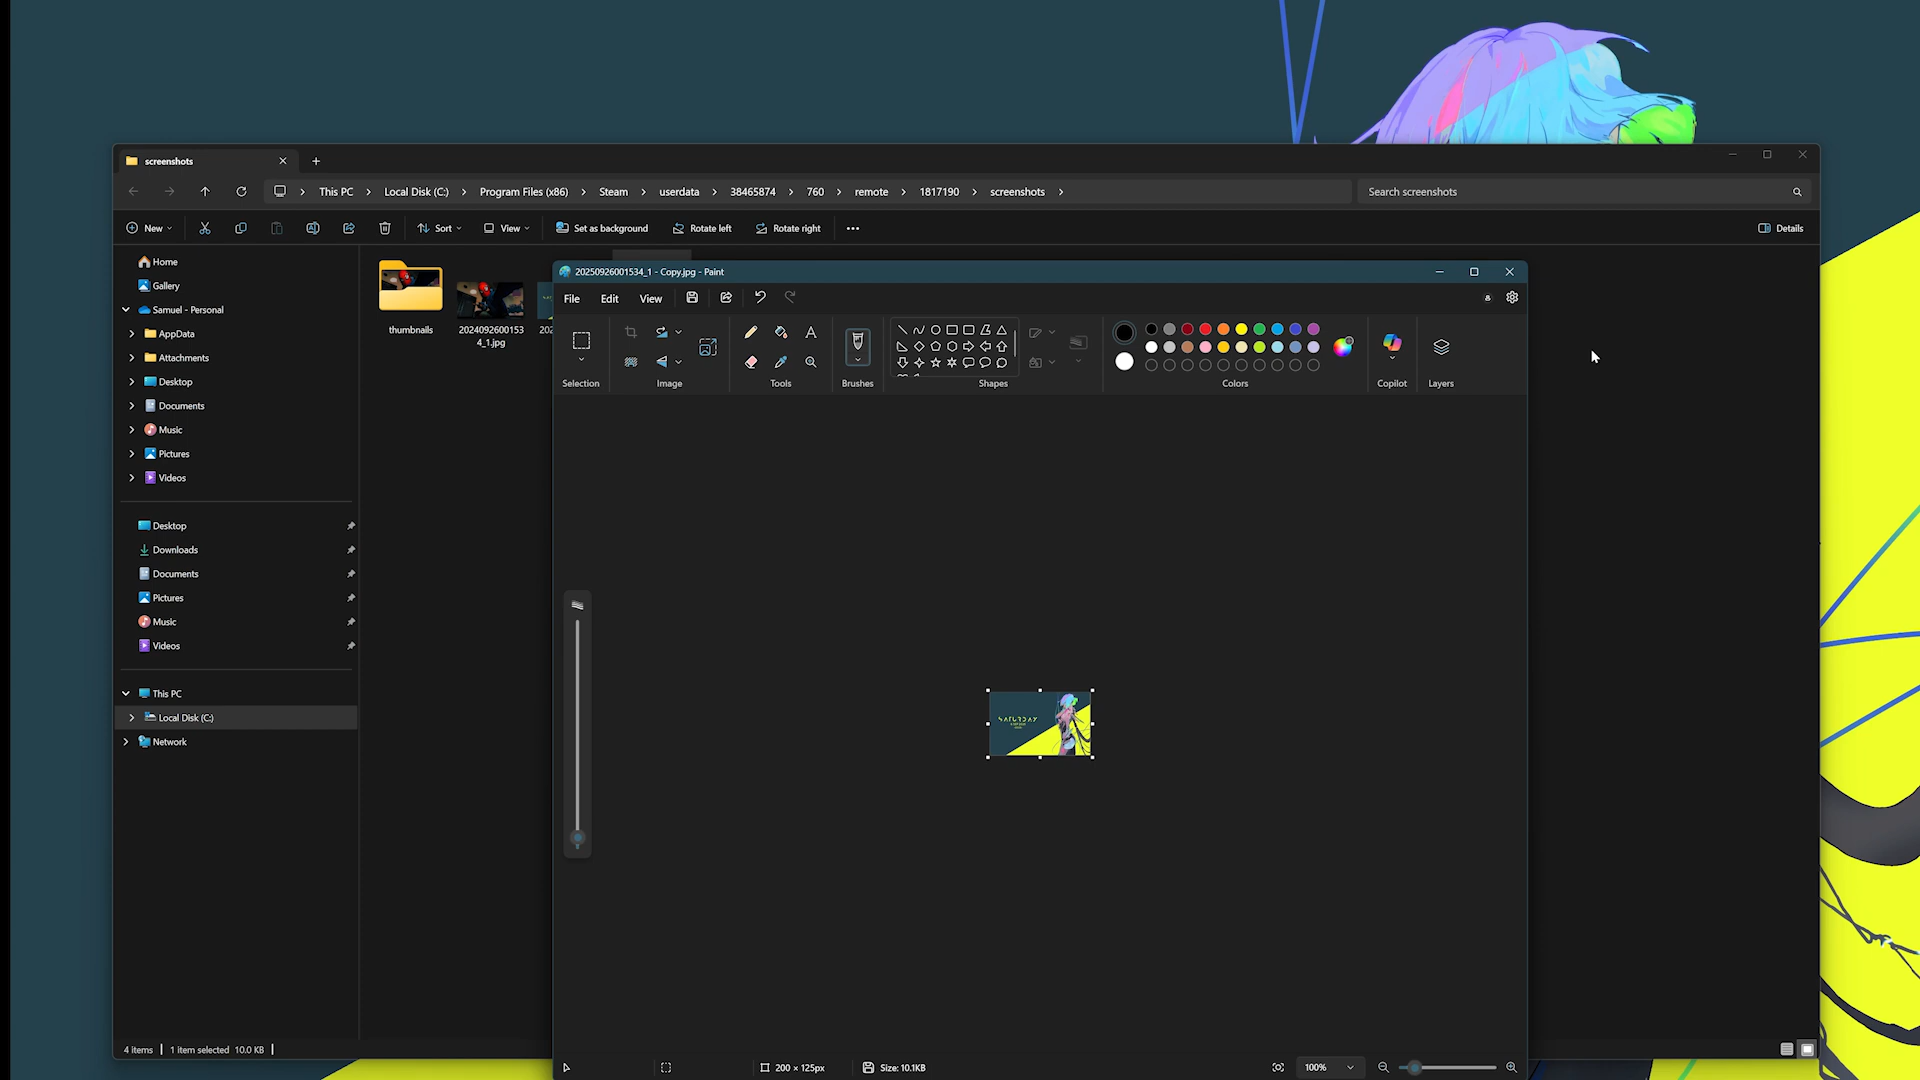 screenshots
This PC
Local Disk (C:)
Program Files (x86)
Steam
userdata
38465874
760
remote
1817190
screenshots
Search screenshots
New
Sort
View
Set as background
Rotate left
Rotate right
Details
Home
Gallery
Samuel - Personal
AppData
Attachments
Desktop
Documents
Music
Pictures
Videos
Desktop
Downloads
Documents
Pictures
Music
Videos
This PC
Local Disk (C:)
Network
thumbnails
2024092600153
4_1.jpg
202
20250926001534_1 - Copy.jpg - Paint
File
Edit
View
Selection
Image
Tools
Brushes
Shapes
Colors
Copilot
Layers
SATURDAY
4 items
1 item selected 10.0 KB
200 × 125px
Size: 10.1KB
100%